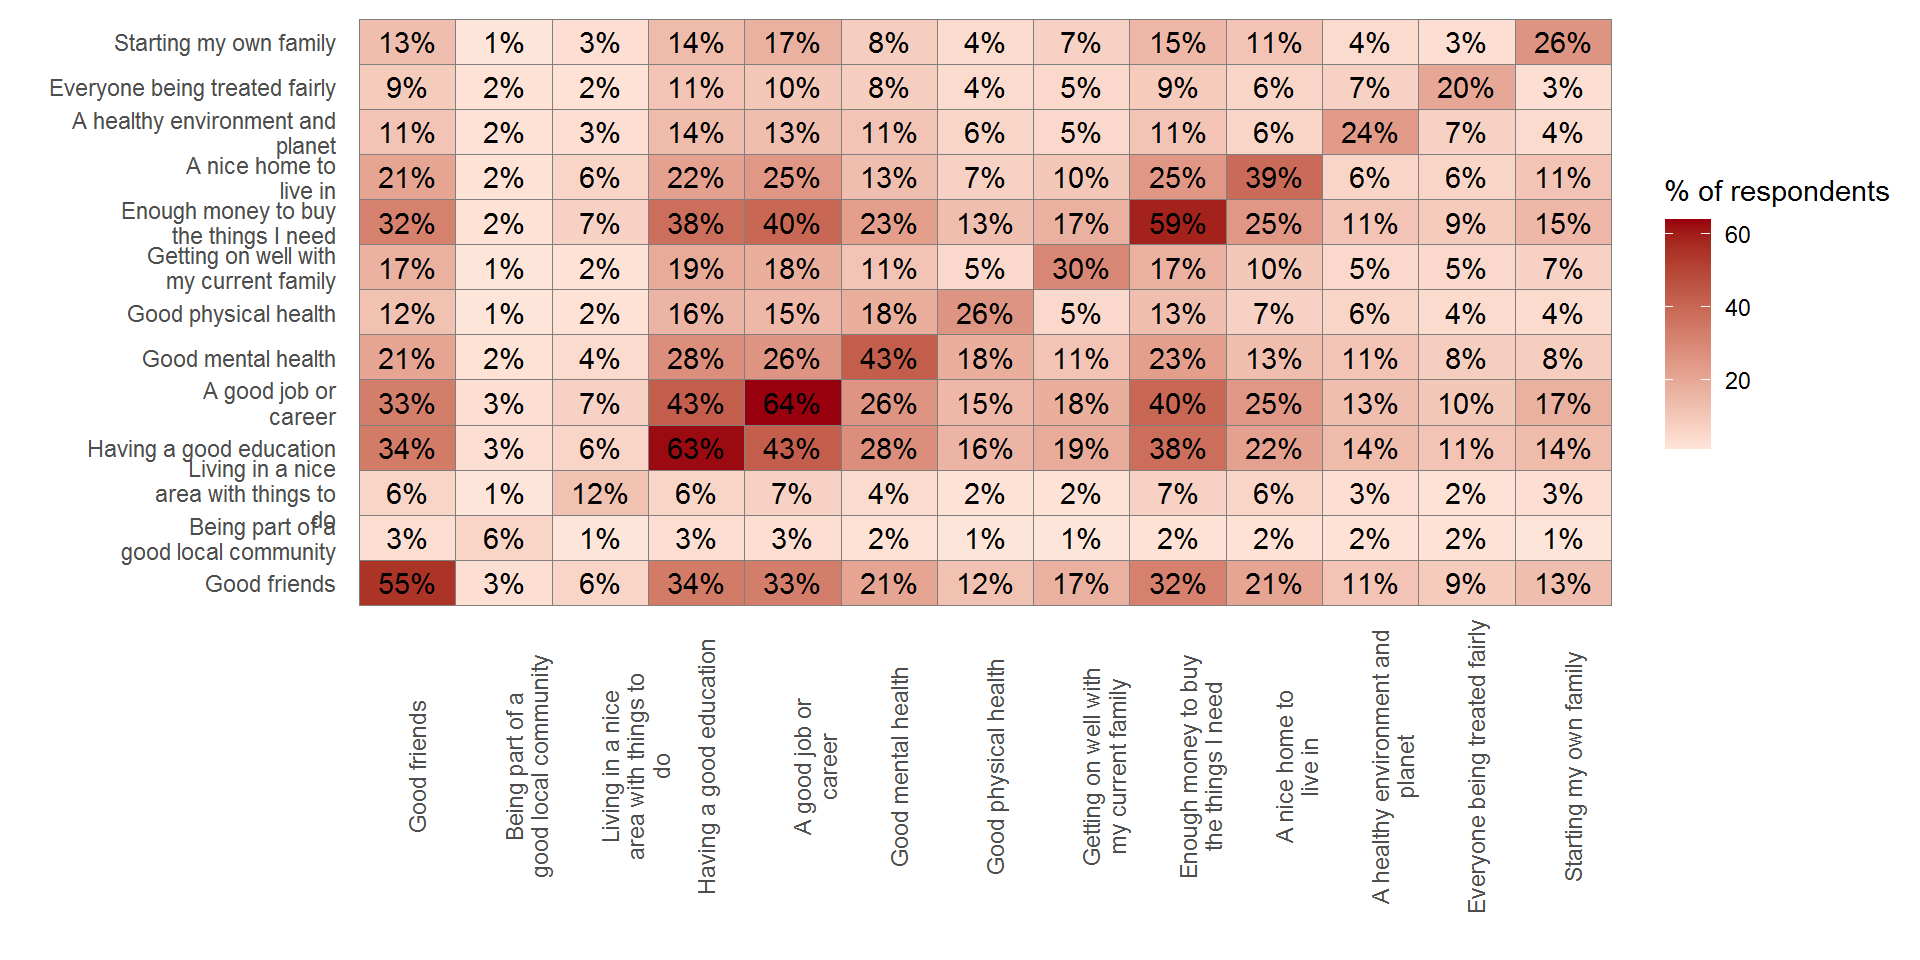 Starting my own family 13% 1% 3% 14% 17% 8% 4% 7% 15% 11% 4% 3% 26%
Everyone being treated fairly 9% 2% 2% 11% 10% 8% 4% 5% 9% 6% 7% 20% 3%
A healthy environment and
planet 11% 2% 3% 14% 13% 11% 6% 5% 11% 6% 24% 7% 4%
A nice home to
live in 21% 2% 6% 22% 25% 13% 7% 10% 25% 39% 6% 6% 11%
Enough money to buy
the things I need 32% 2% 7% 38% 40% 23% 13% 17% 59% 25% 11% 9% 15%
Getting on well with
my current family 17% 1% 2% 19% 18% 11% 5% 30% 17% 10% 5% 5% 7%
Good physical health 12% 1% 2% 16% 15% 18% 26% 5% 13% 7% 6% 4% 4%
Good mental health 21% 2% 4% 28% 26% 43% 18% 11% 23% 13% 11% 8% 8%
A good job or
career 33% 3% 7% 43% 64% 26% 15% 18% 40% 25% 13% 10% 17%
Having a good education 34% 3% 6% 63% 43% 28% 16% 19% 38% 22% 14% 11% 14%
Living in a nice
area with things to
do 6% 1% 12% 6% 7% 4% 2% 2% 7% 6% 3% 2% 3%
Being part of a
good local community 3% 6% 1% 3% 3% 2% 1% 1% 2% 2% 2% 2% 1%
Good friends 55% 3% 6% 34% 33% 21% 12% 17% 32% 21% 11% 9% 13%
Good friends
Being part of a
good local community
Living in a nice
area with things to
do
Having a good education
A good job or
career
Good mental health
Good physical health
Getting on well with
my current family
Enough money to buy
the things I need
A nice home to
live in
A healthy environment and
planet
Everyone being treated fairly
Starting my own family
% of respondents
60
40
20